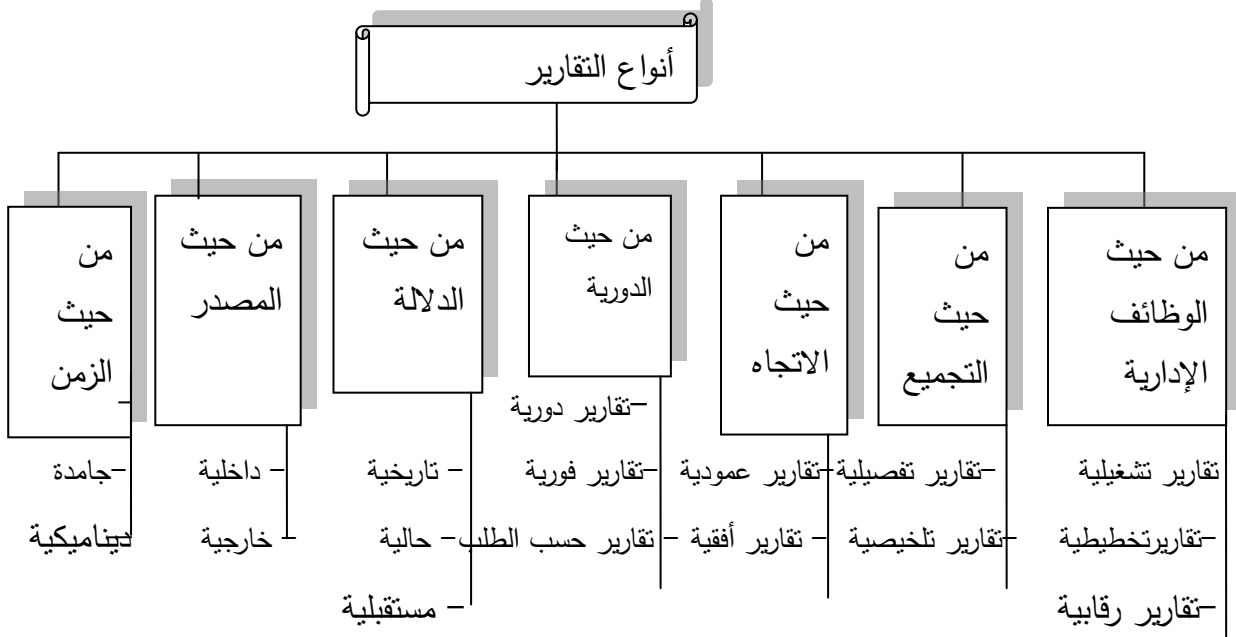 أنواع التقارير
من حيث
الوظائف
الإدارية
تقارير تشغيلية
-تقاريرتخطيطية
-تقارير رقابية
من
حيث
التجميع
-تقارير تفصيلية
-تقارير تلخيصية
من
حيث
الاتجاه
-تقارير عمودية
- تقارير أفقية
من حيث
الدورية
-تقارير دورية
-تقارير فورية
- تقارير حسب الطلب
من حيث
الدلالة
- تاريخية
- حالية
- مستقبلية
من حيث
المصدر
- داخلية
- خارجية
من
حيث
الزمن
-
-جامدة
ديناميكية